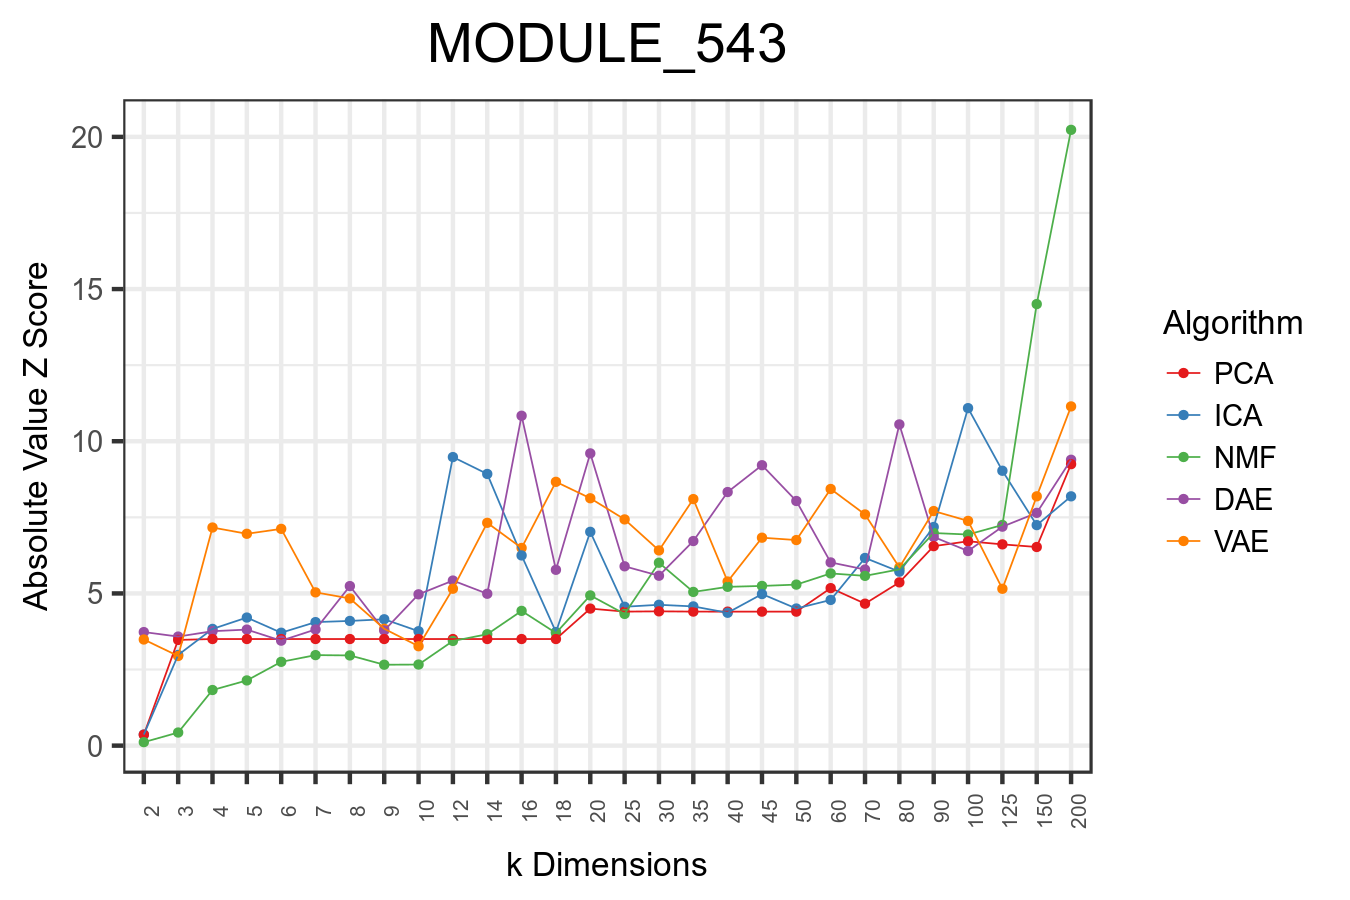 MODULE_543
Absolute Value Z Score
20
15
10
5
0
2 3 4 5 6 7 8 9 10 12 14 16 18 20 25 30 35 40 45 50 60 70 80 90 100 125 150 200
k Dimensions
Algorithm
PCA
ICA
NMF
DAE
VAE